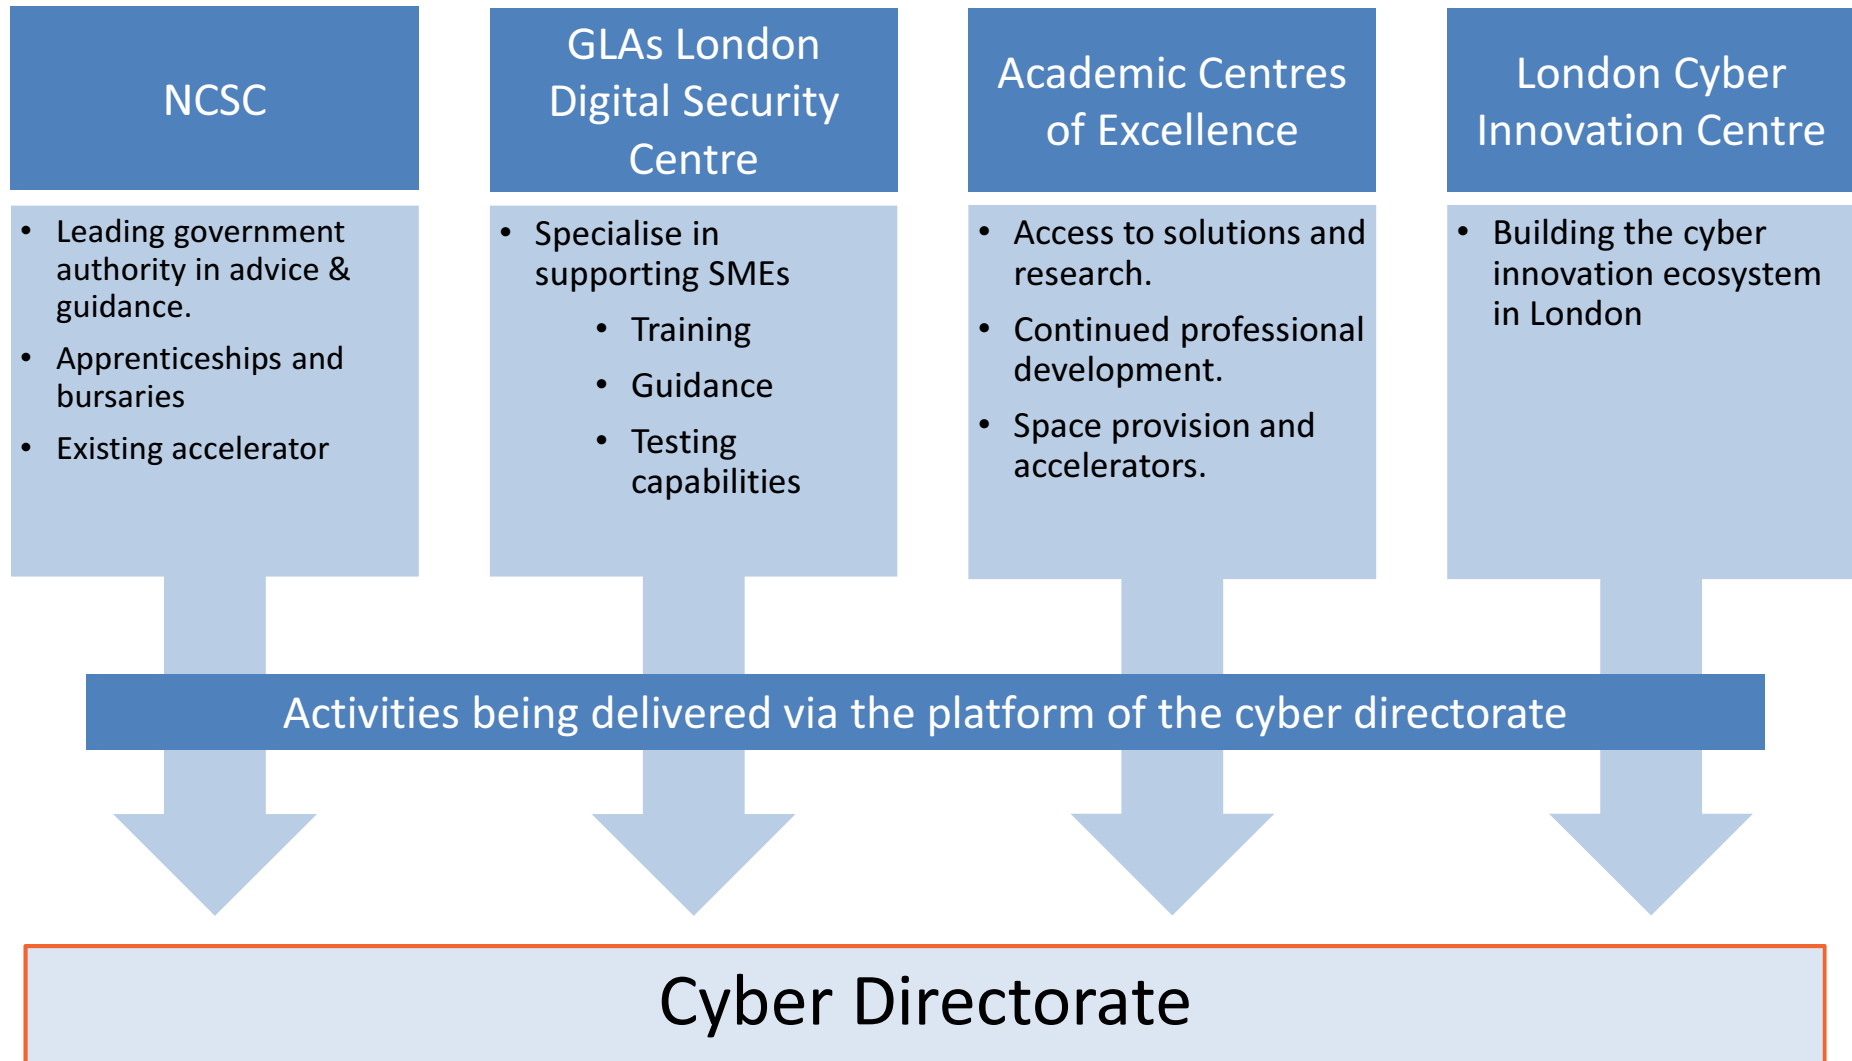 NCSC
• Leading government
authority in advice &
guidance.
• Apprenticeships and
bursaries
• Existing accelerator
GLAs London
Digital Security
Centre
• Specialise in
supporting SMEs
• Training
• Guidance
• Testing
capabilities
Academic Centres
of Excellence
• Access to solutions and
research.
• Continued professional
development.
• Space provision and
accelerators.
London Cyber
Innovation Centre
• Building the cyber
innovation ecosystem
in London
Activities being delivered via the platform of the cyber directorate
Cyber Directorate